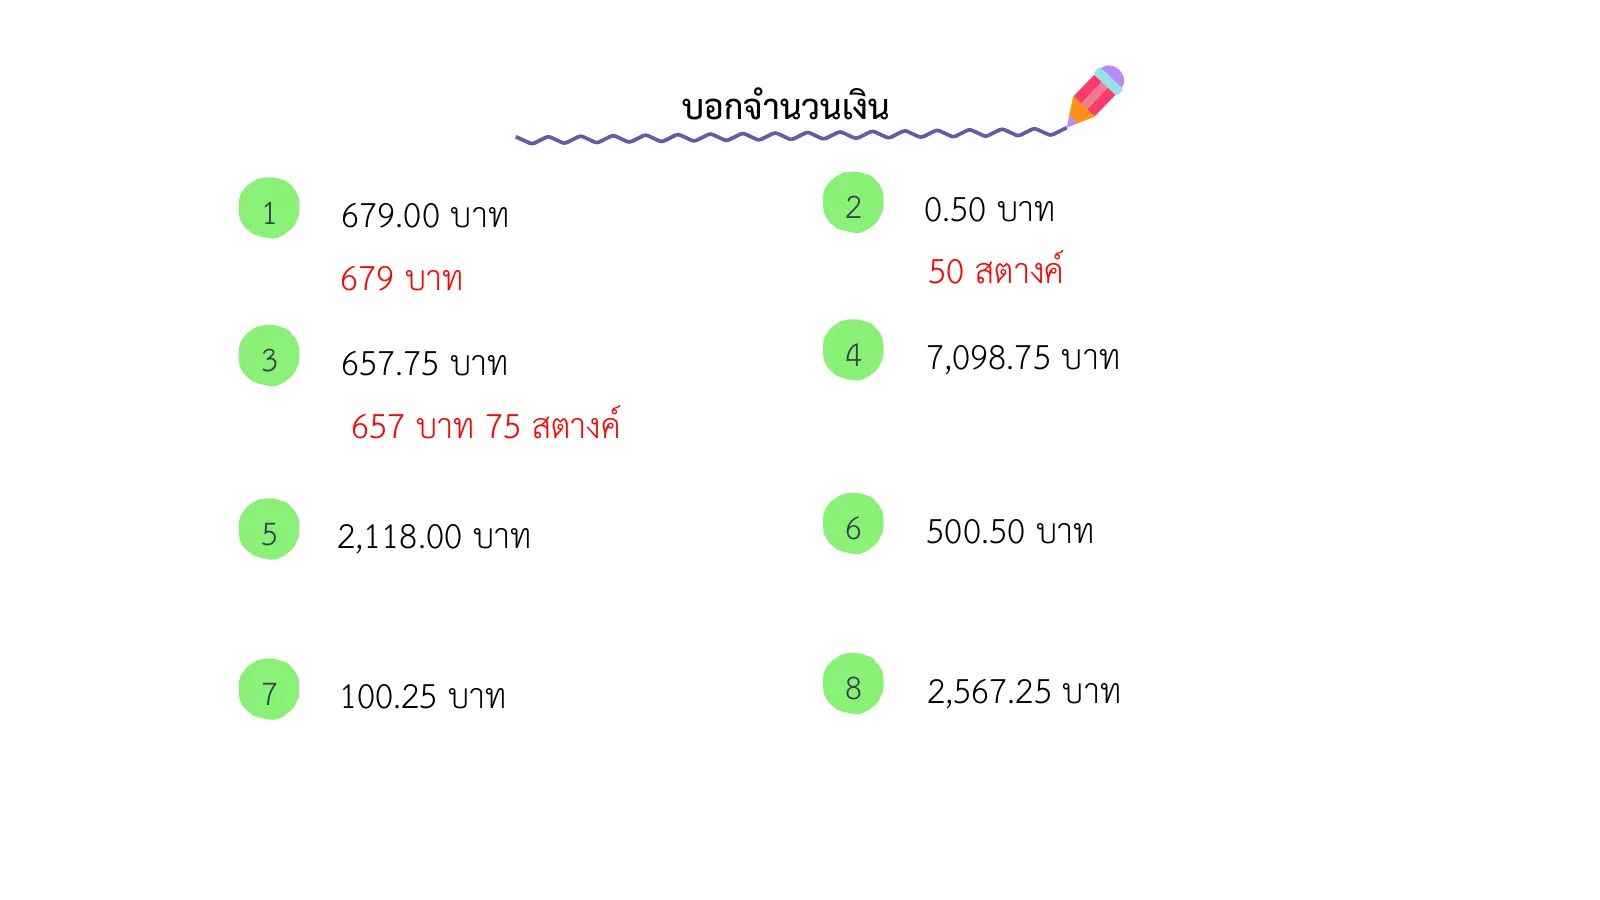 บอกจำนวนเงิน
1 679.00 บาท
679 บาท
2 0.50 บาท
50 สตางค์
3 657.75 บาท
657 บาท 75 สตางค์
4 7,098.75 บาท
5 2,118.00 บาท
6 500.50 บาท
7 100.25 บาท
8 2,567.25 บาท